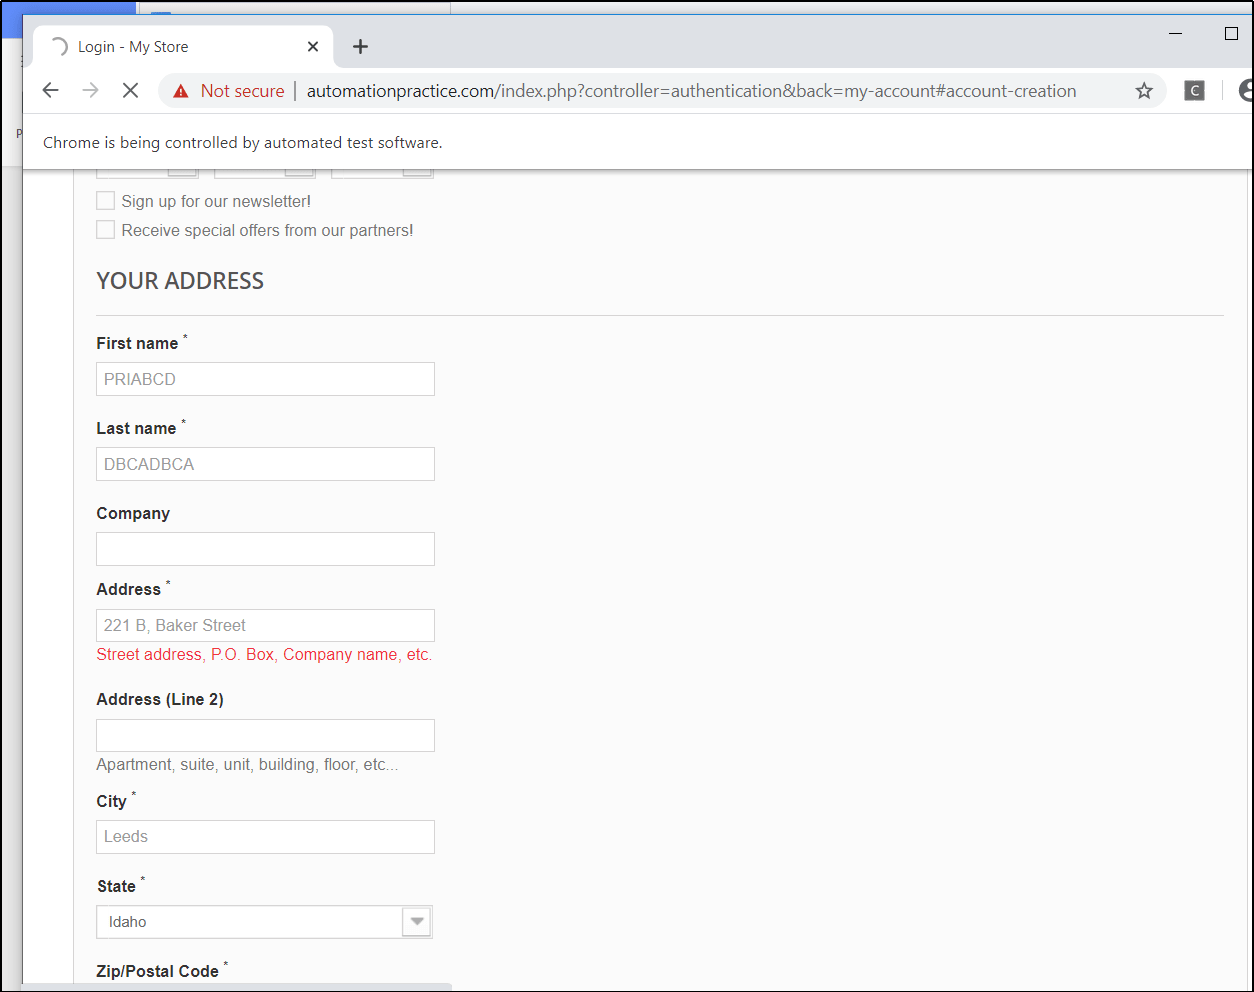 Login - My Store
Not secure | automationpractice.com/index.php?controller=authentication&back=my-account#account-creation
C
Chrome is being controlled by automated test software.
Sign up for our newsletter!
Receive special offers from our partners!
YOUR ADDRESS
First name *
PRIABCD
Last name *
DBCADBCA
Company
Address *
221 B, Baker Street
Street address, P.O. Box, Company name, etc.
Address (Line 2)
Apartment, suite, unit, building, floor, etc...
City *
Leeds
State *
Idaho
Zip/Postal Code *